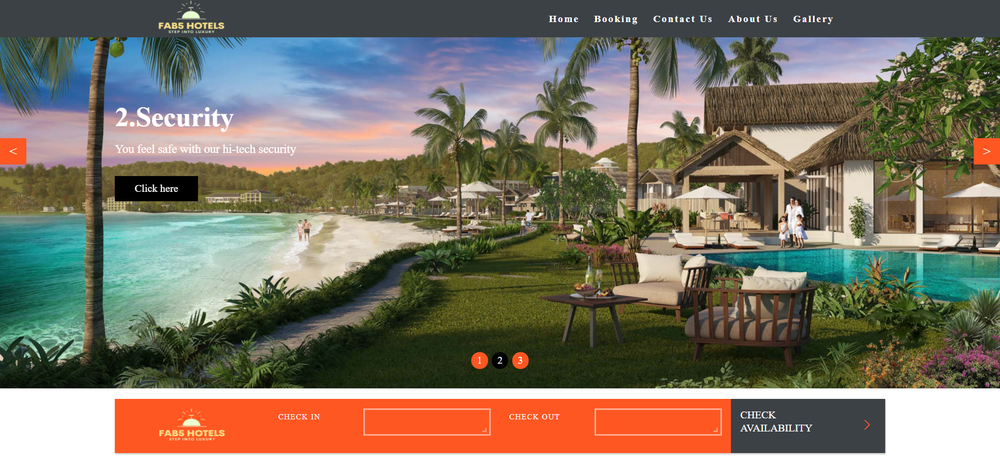 FAB5 HOTELS
STEP INTO LUXURY
Home Booking Contact Us About Us Gallery
2.Security
You feel safe with our hi-tech security
<
>
Click here
1 2 3
FAB5 HOTELS
STEP INTO LUXURY
CHECK IN
CHECK OUT
CHECK
AVAILABILITY